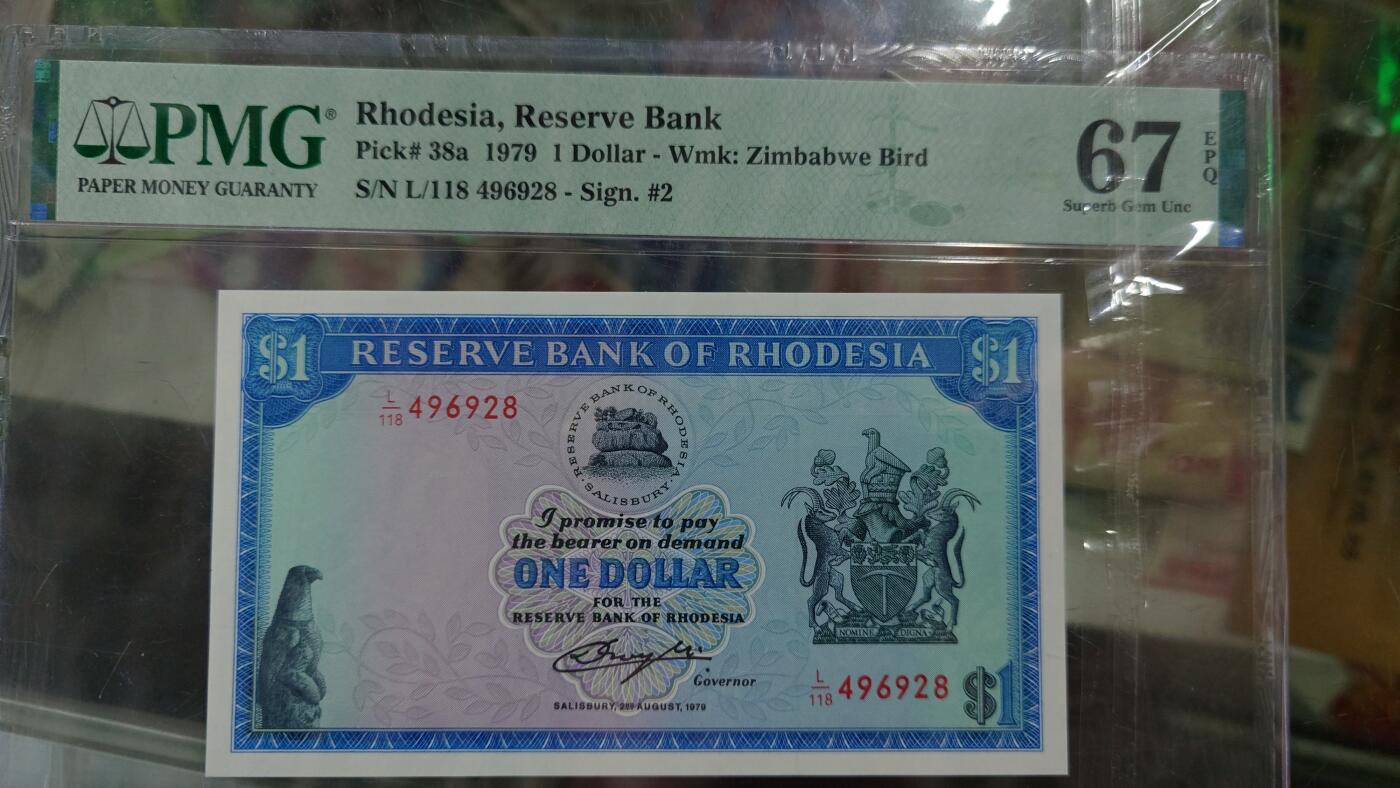 PMG®
PAPER MONEY GUARANTY
Rhodesia, Reserve Bank
Pick# 38a 1979 1 Dollar - Wmk: Zimbabwe Bird
S/N L/118 496928 - Sign. #2
67
EPQ
Superb Gem Unc
$1
RESERVE BANK OF RHODESIA
$1
L/118 496928
RESERVE BANK OF RHODESIA · SALISBURY ·
I promise to pay
the bearer on demand
ONE DOLLAR
FOR THE
RESERVE BANK OF RHODESIA
Governor
SALISBURY, 2ND AUGUST, 1979
NOMINE DIGNA
L/118 496928
$1